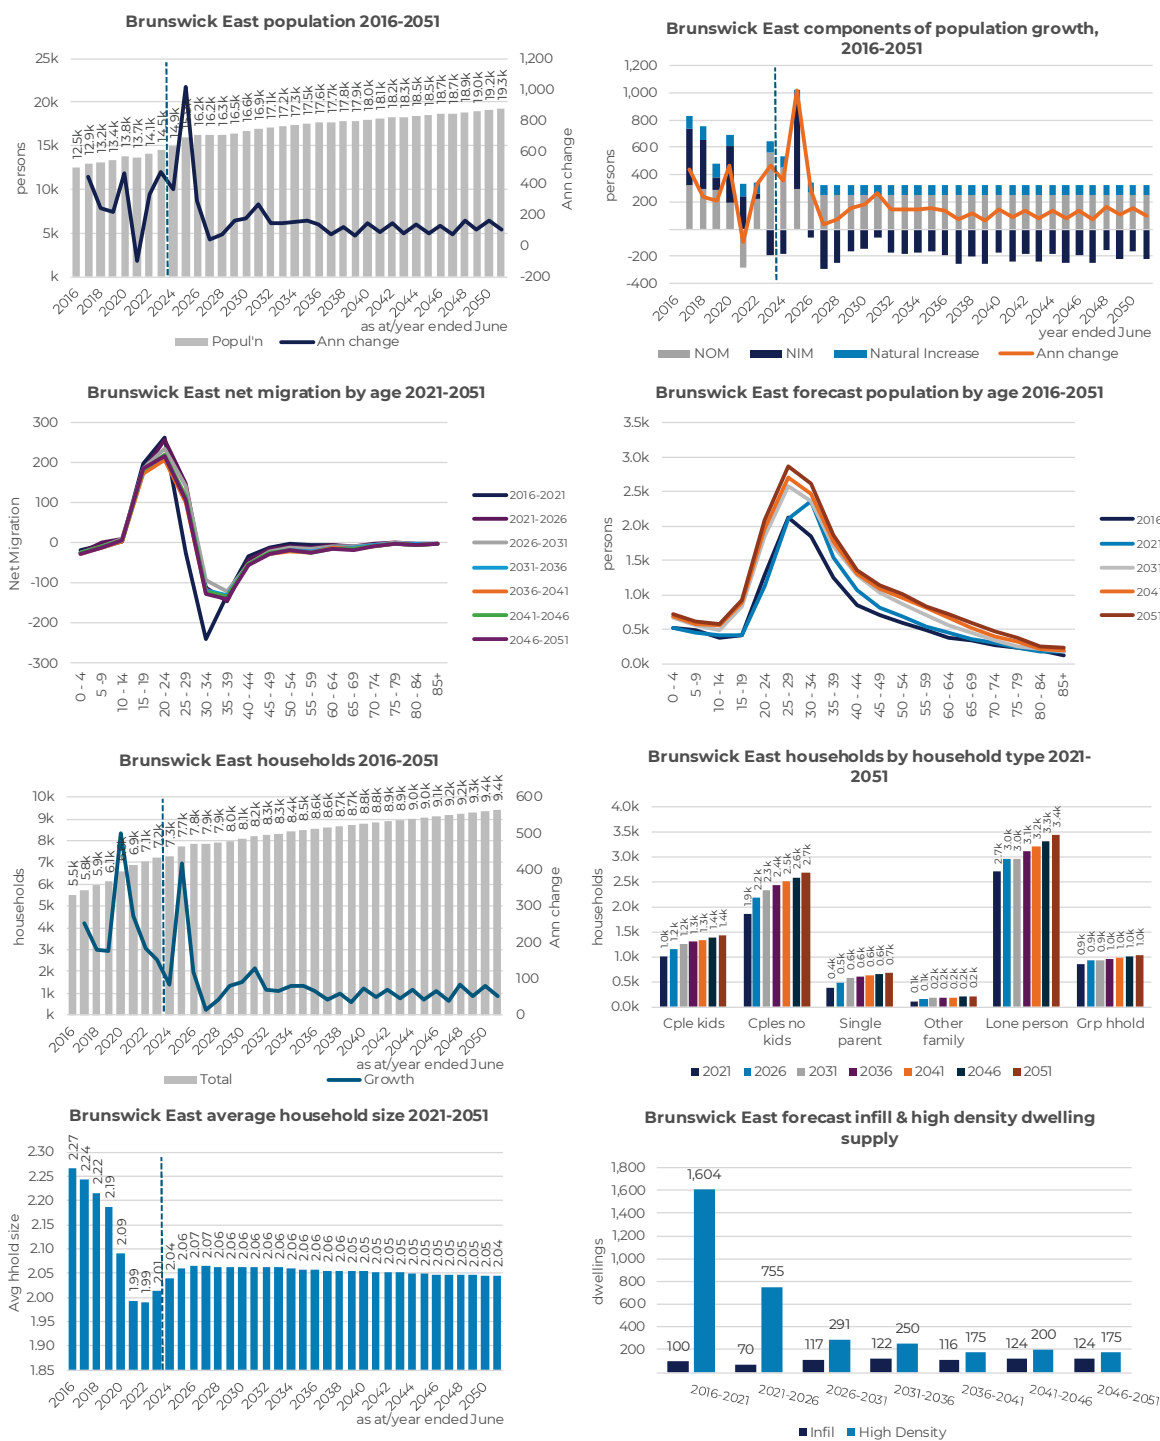 Brunswick East population 2016-2051
25k
20k
15k
10k
5k
k
persons
1,200
1,000
800
600
400
200
0
-200
Ann change
12.5k 12.9k 13.2k 13.4k 13.8k 13.7k 14.1k 14.5k 14.9k 16.2k 16.2k 16.3k 16.5k 16.6k 16.9k 17.1k 17.2k 17.3k 17.5k 17.6k 17.7k 17.8k 17.9k 18.0k 18.1k 18.2k 18.3k 18.5k 18.5k 18.7k 18.7k 18.9k 19.0k 19.2k 19.3k
2016 2018 2020 2022 2024 2026 2028 2030 2032 2034 2036 2038 2040 2042 2044 2046 2048 2050
as at/year ended June
Popul'n Ann change
Brunswick East components of population growth,
2016-2051
1,200
1,000
800
600
400
200
-200
-400
persons
2016 2018 2020 2022 2024 2026 2028 2030 2032 2034 2036 2038 2040 2042 2044 2046 2048 2050
year ended June
NOM NIM Natural Increase Ann change
Brunswick East net migration by age 2021-2051
300
200
100
0
-100
-200
-300
Net Migration
0 - 4 5 -9 10 - 14 15 - 19 20 - 24 25 - 29 30 - 34 35 - 39 40 - 44 45 - 49 50 - 54 55 - 59 60 - 64 65 - 69 70 - 74 75 - 79 80 - 84 85+
2016-2021
2021-2026
2026-2031
2031-2036
2036-2041
2041-2046
2046-2051
Brunswick East forecast population by age 2016-2051
3.5k
3.0k
2.5k
2.0k
1.5k
1.0k
0.5k
0.0k
persons
0 - 4 5 -9 10 - 14 15 - 19 20 - 24 25 - 29 30 - 34 35 - 39 40 - 44 45 - 49 50 - 54 55 - 59 60 - 64 65 - 69 70 - 74 75 - 79 80 - 84 85+
2016
2021
2031
2041
2051
Brunswick East households 2016-2051
10k
9k
8k
7k
6k
5k
4k
3k
2k
1k
k
households
600
500
400
300
200
100
0
Ann change
5.5k 5.8k 5.9k 6.1k 6.9k 7.1k 7.2k 7.3k 7.7k 7.8k 7.9k 7.9k 8.0k 8.1k 8.2k 8.3k 8.3k 8.4k 8.5k 8.6k 8.6k 8.7k 8.7k 8.8k 8.8k 8.9k 8.9k 9.0k 9.0k 9.1k 9.2k 9.2k 9.3k 9.4k 9.4k
2016 2018 2020 2022 2024 2026 2028 2030 2032 2034 2036 2038 2040 2042 2044 2046 2048 2050
as at/year ended June
Total Growth
Brunswick East households by household type 2021-
2051
4.0k
3.5k
3.0k
2.5k
2.0k
1.5k
1.0k
0.5k
0.0k
households
1.0k 1.2k 1.2k 1.3k 1.3k 1.4k 1.4k
1.9k 2.2k 2.3k 2.4k 2.5k 2.6k 2.7k
0.4k 0.5k 0.6k 0.6k 0.6k 0.6k 0.7k
0.1k 0.1k 0.2k 0.2k 0.2k 0.2k 0.2k
2.7k 3.0k 3.0k 3.1k 3.2k 3.3k 3.4k
0.9k 0.9k 0.9k 1.0k 1.0k 1.0k 1.0k
Cple kids Cples no Single Other Lone person Grp hhold
kids parent family
2021 2026 2031 2036 2041 2046 2051
Brunswick East average household size 2021-2051
2.30
2.25
2.20
2.15
2.10
2.05
2.00
1.95
1.90
1.85
Avg hhold size
2.27 2.24 2.22 2.19 2.09 1.99 1.99 2.01 2.04 2.06 2.07 2.07 2.06 2.06 2.06 2.06 2.06 2.06 2.06 2.06 2.06 2.06 2.06 2.05 2.05 2.05 2.05 2.05 2.05 2.05 2.05 2.05 2.05 2.05 2.05 2.04
2016 2018 2020 2022 2024 2026 2028 2030 2032 2034 2036 2038 2040 2042 2044 2046 2048 2050
as at/year ended June
Brunswick East forecast infill & high density dwelling
supply
1,800
1,600
1,400
1,200
1,000
800
600
400
200
dwellings
100 1,604 70 755 117 291 122 250 116 175 124 200 124 175
2016-2021 2021-2026 2026-2031 2031-2036 2036-2041 2041-2046 2046-2051
Infil High Density